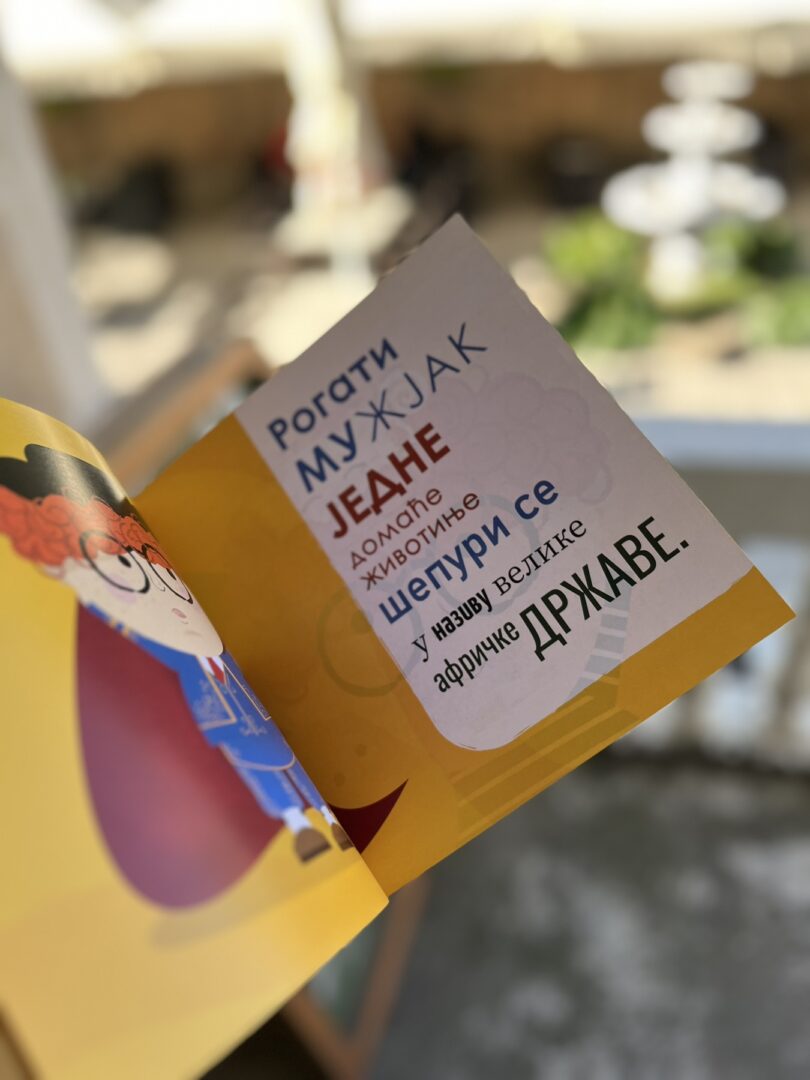 Рогати
МУЖЈАК
ЈЕДНЕ
домаће
животиње
шепури се
у називу велике
афричке ДРЖАВЕ.